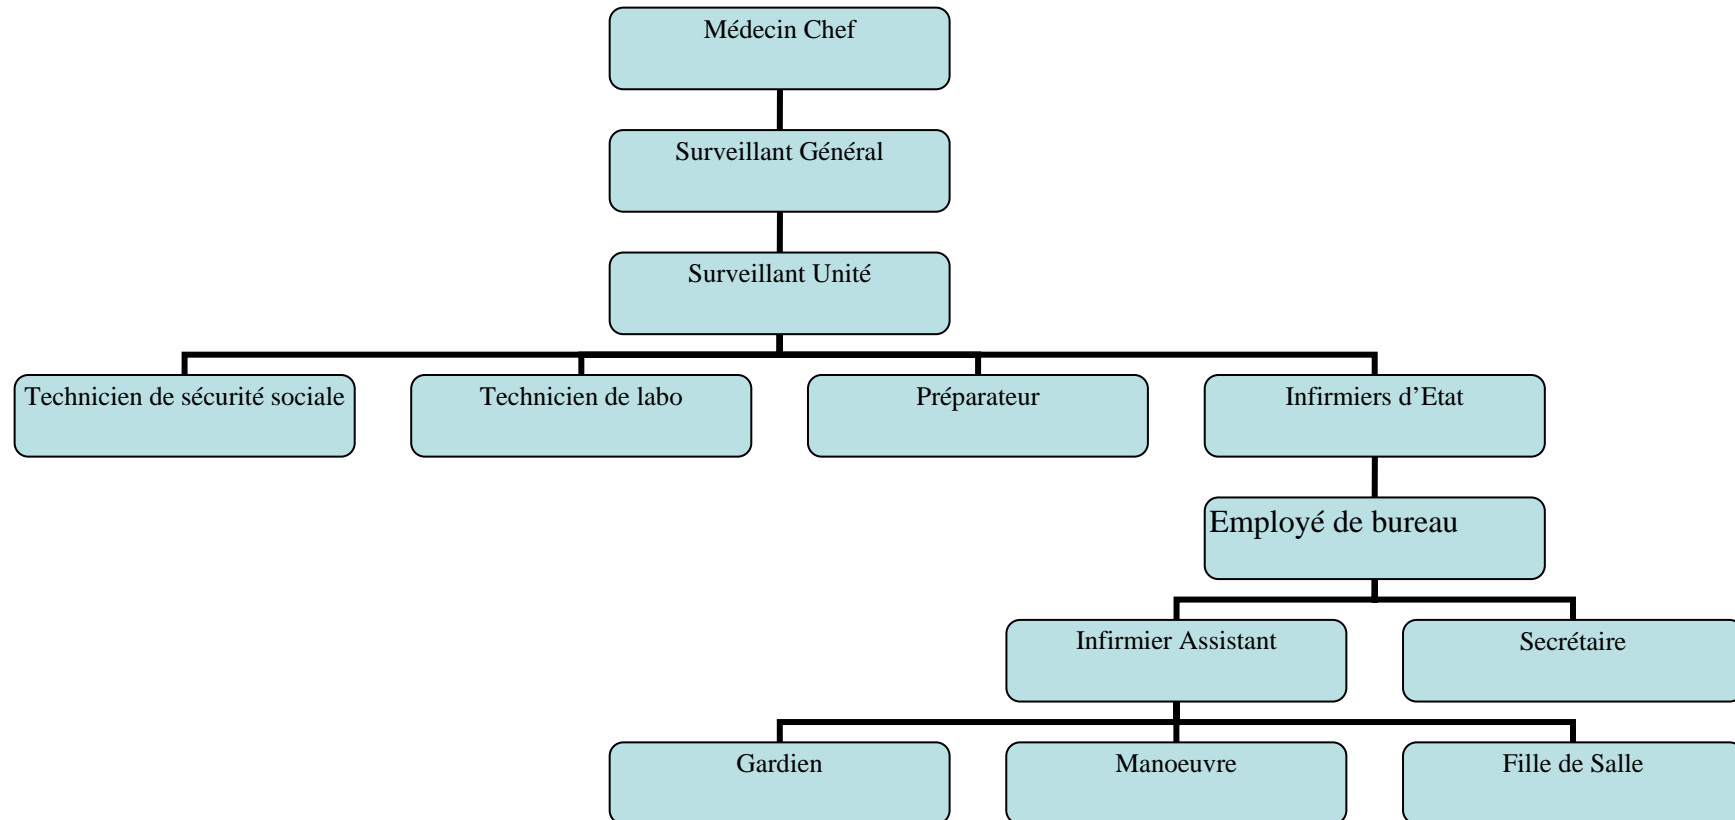 Médecin Chef
Surveillant Général
Surveillant Unité
Technicien de sécurité sociale
Technicien de labo
Préparateur
Infirmiers d’Etat
Employé de bureau
Infirmier Assistant
Secrétaire
Gardien
Manoeuvre
Fille de Salle